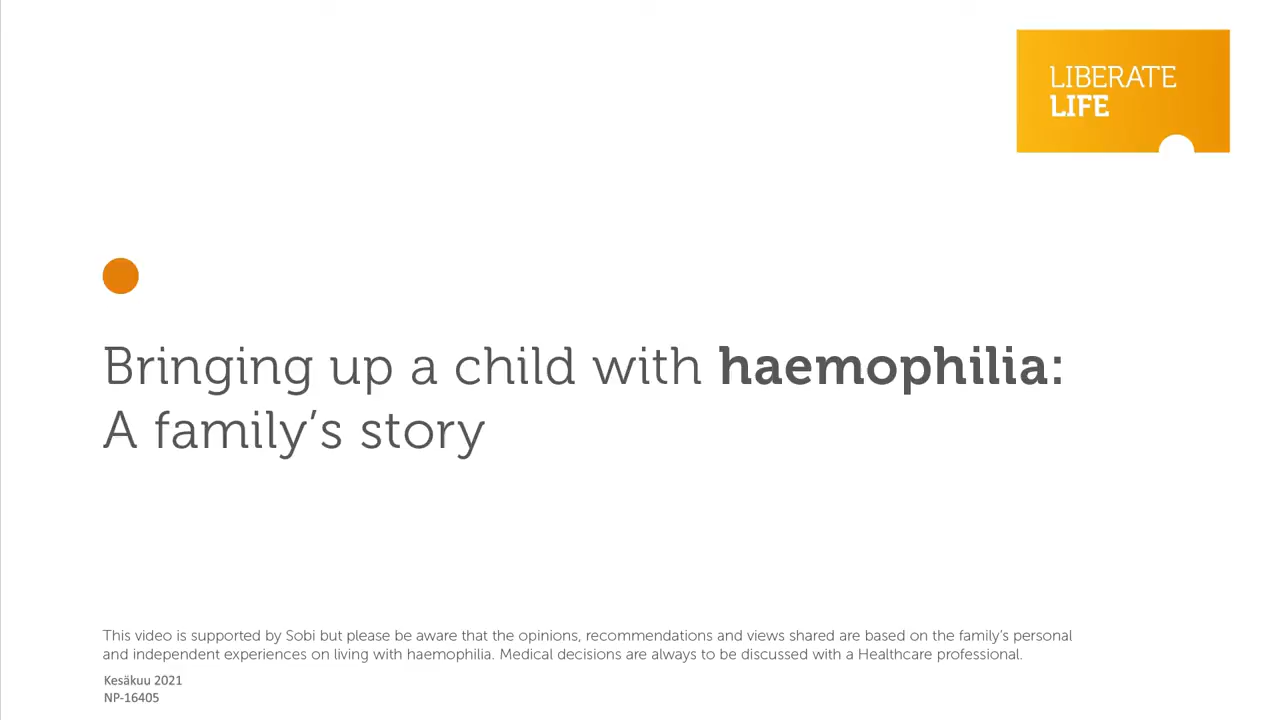 LIBERATE
LIFE
Bringing up a child with haemophilia:
A family’s story
This video is supported by Sobi but please be aware that the opinions, recommendations and views shared are based on the family’s personal
and independent experiences on living with haemophilia. Medical decisions are always to be discussed with a Healthcare professional.
Kesäkuu 2021
NP-16405